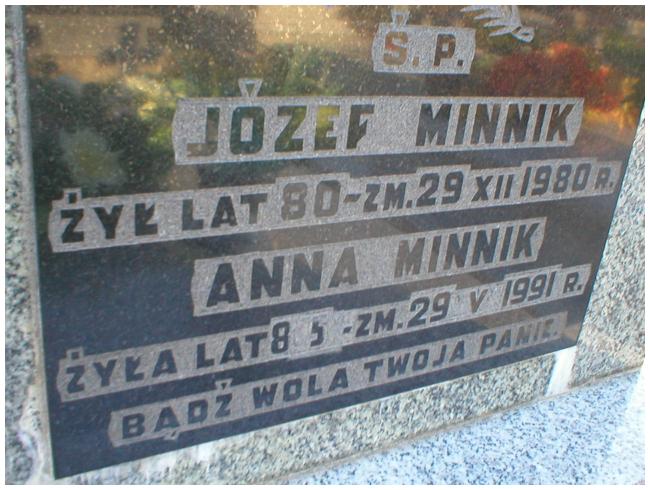 Ś. P.
JÓZEF MINNIK
ŻYŁ LAT 80-ZM. 29 XII 1980 R.
ANNA MINNIK
ŻYŁA LAT 85-ZM. 29 V 1991 R.
BĄDŹ WOLA TWOJA PANIE.